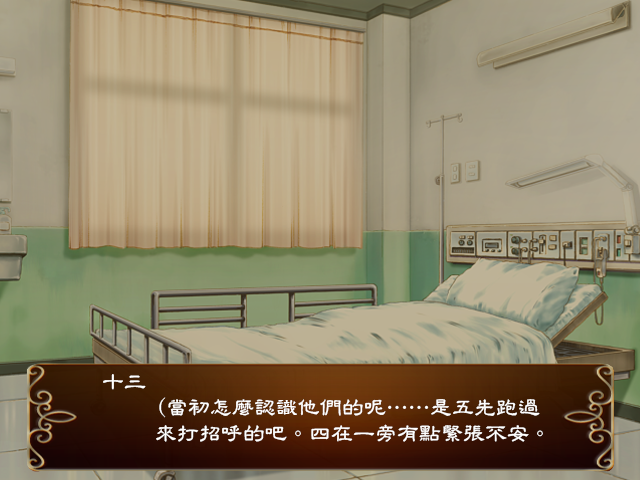 十三
(當初怎麼認識他們的呢……是五先跑過
來打招呼的吧。四在一旁有點緊張不安。